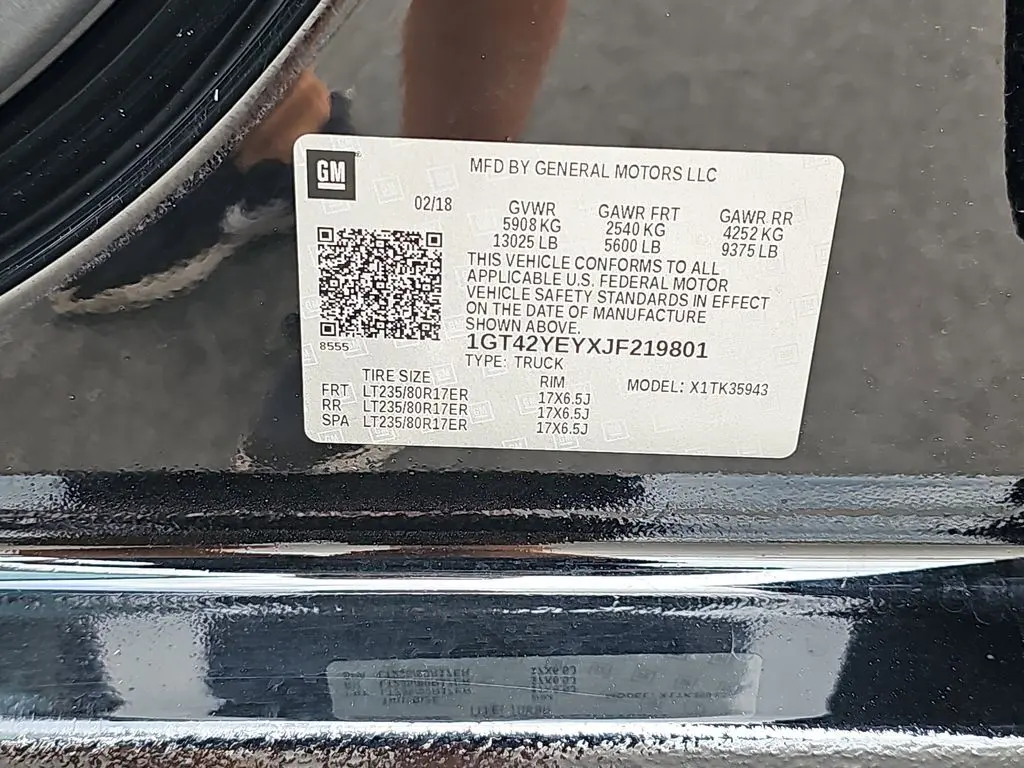 GM
MFD BY GENERAL MOTORS LLC
02/18
GVWR GAWR FRT GAWR RR
5908 KG 2540 KG 4252 KG
13025 LB 5600 LB 9375 LB
THIS VEHICLE CONFORMS TO ALL
APPLICABLE U.S. FEDERAL MOTOR
VEHICLE SAFETY STANDARDS IN EFFECT
ON THE DATE OF MANUFACTURE
SHOWN ABOVE.
8555
1GT42YEYXJF219801
TYPE: TRUCK
TIRE SIZE RIM MODEL: X1TK35943
FRT LT235/80R17ER 17X6.5J
RR LT235/80R17ER 17X6.5J
SPA LT235/80R17ER 17X6.5J